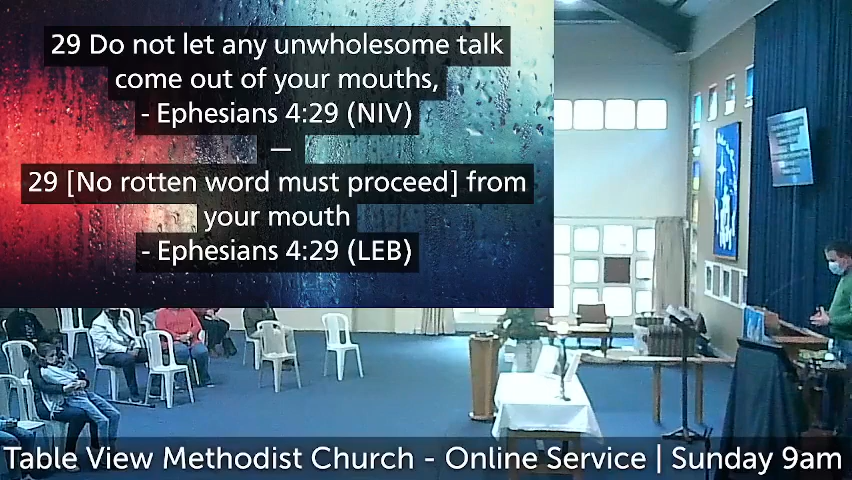 29 Do not let any unwholesome talk
come out of your mouths,
- Ephesians 4:29 (NIV)
—
29 [No rotten word must proceed] from
your mouth
- Ephesians 4:29 (LEB)
Table View Methodist Church - Online Service | Sunday 9am